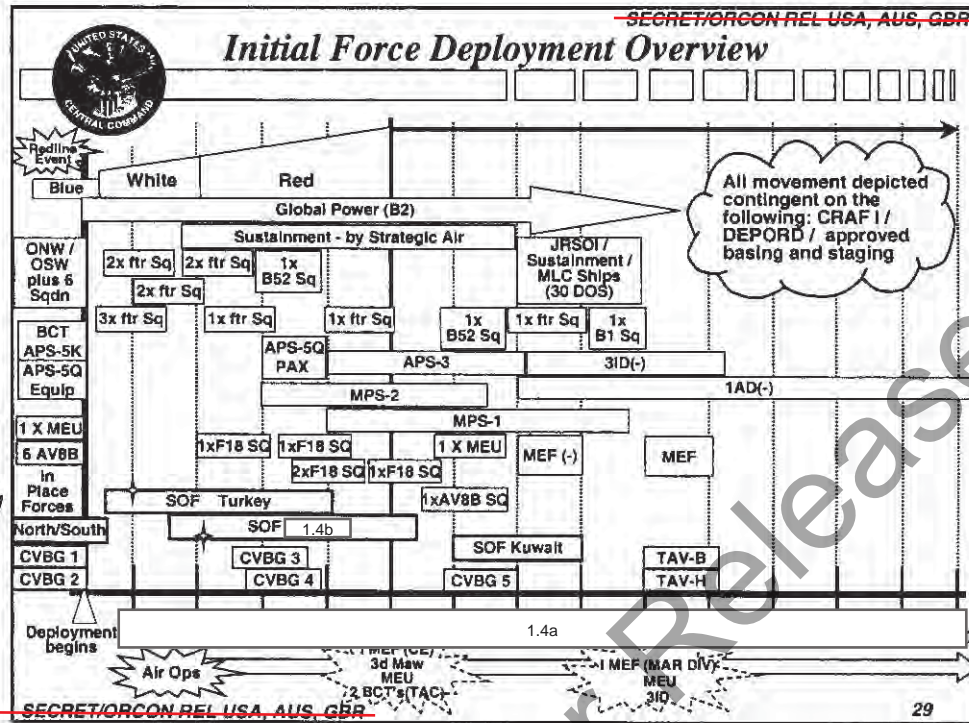 SECRET/ORCON REL USA, AUS, GBR
Initial Force Deployment Overview
UNITED STATES
CENTRAL COMMAND
Redline
Event
Blue
White
Red
Global Power (B2)
Sustainment - by Strategic Air
All movement depicted
contingent on the
following: CRAF I /
DEPORD / approved
basing and staging
ONW /
OSW
plus 6
Sqdn
2x ftr Sq
2x ftr Sq
1x
B52 Sq
JRSOI /
Sustainment /
MLC Ships
(30 DOS)
2x ftr Sq
3x ftr Sq
1x ftr Sq
1x ftr Sq
1x
B52 Sq
1x ftr Sq
1x
B1 Sq
BCT
APS-5K
APS-5Q
Equip
APS-5Q
PAX
APS-3
3ID(-)
MPS-2
1AD(-)
MPS-1
1 X MEU
6 AV8B
1xF18 SQ
1xF18 SQ
1 X MEU
MEF (-)
MEF
2xF18 SQ
1xF18 SQ
In
Place
Forces
1xAV8B SQ
SOF Turkey
North/South
SOF
1.4b
SOF Kuwait
CVBG 1
CVBG 3
TAV-B
CVBG 2
CVBG 4
CVBG 5
TAV-H
Deployment
begins
1.4a
Air Ops
I MEF (CE)
3d Maw
MEU
2 BCT's(TAC)
I MEF (MAR DIV)
MEU
3ID
SECRET/ORCON REL USA, AUS, GBR
29
r Release